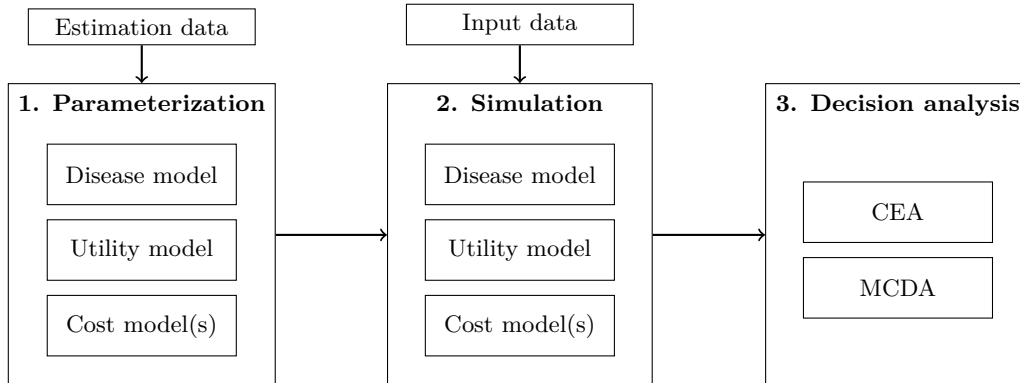 Estimation data
Input data
1. Parameterization
2. Simulation
3. Decision analysis
Disease model
Utility model
Cost model(s)
Disease model
Utility model
Cost model(s)
CEA
MCDA